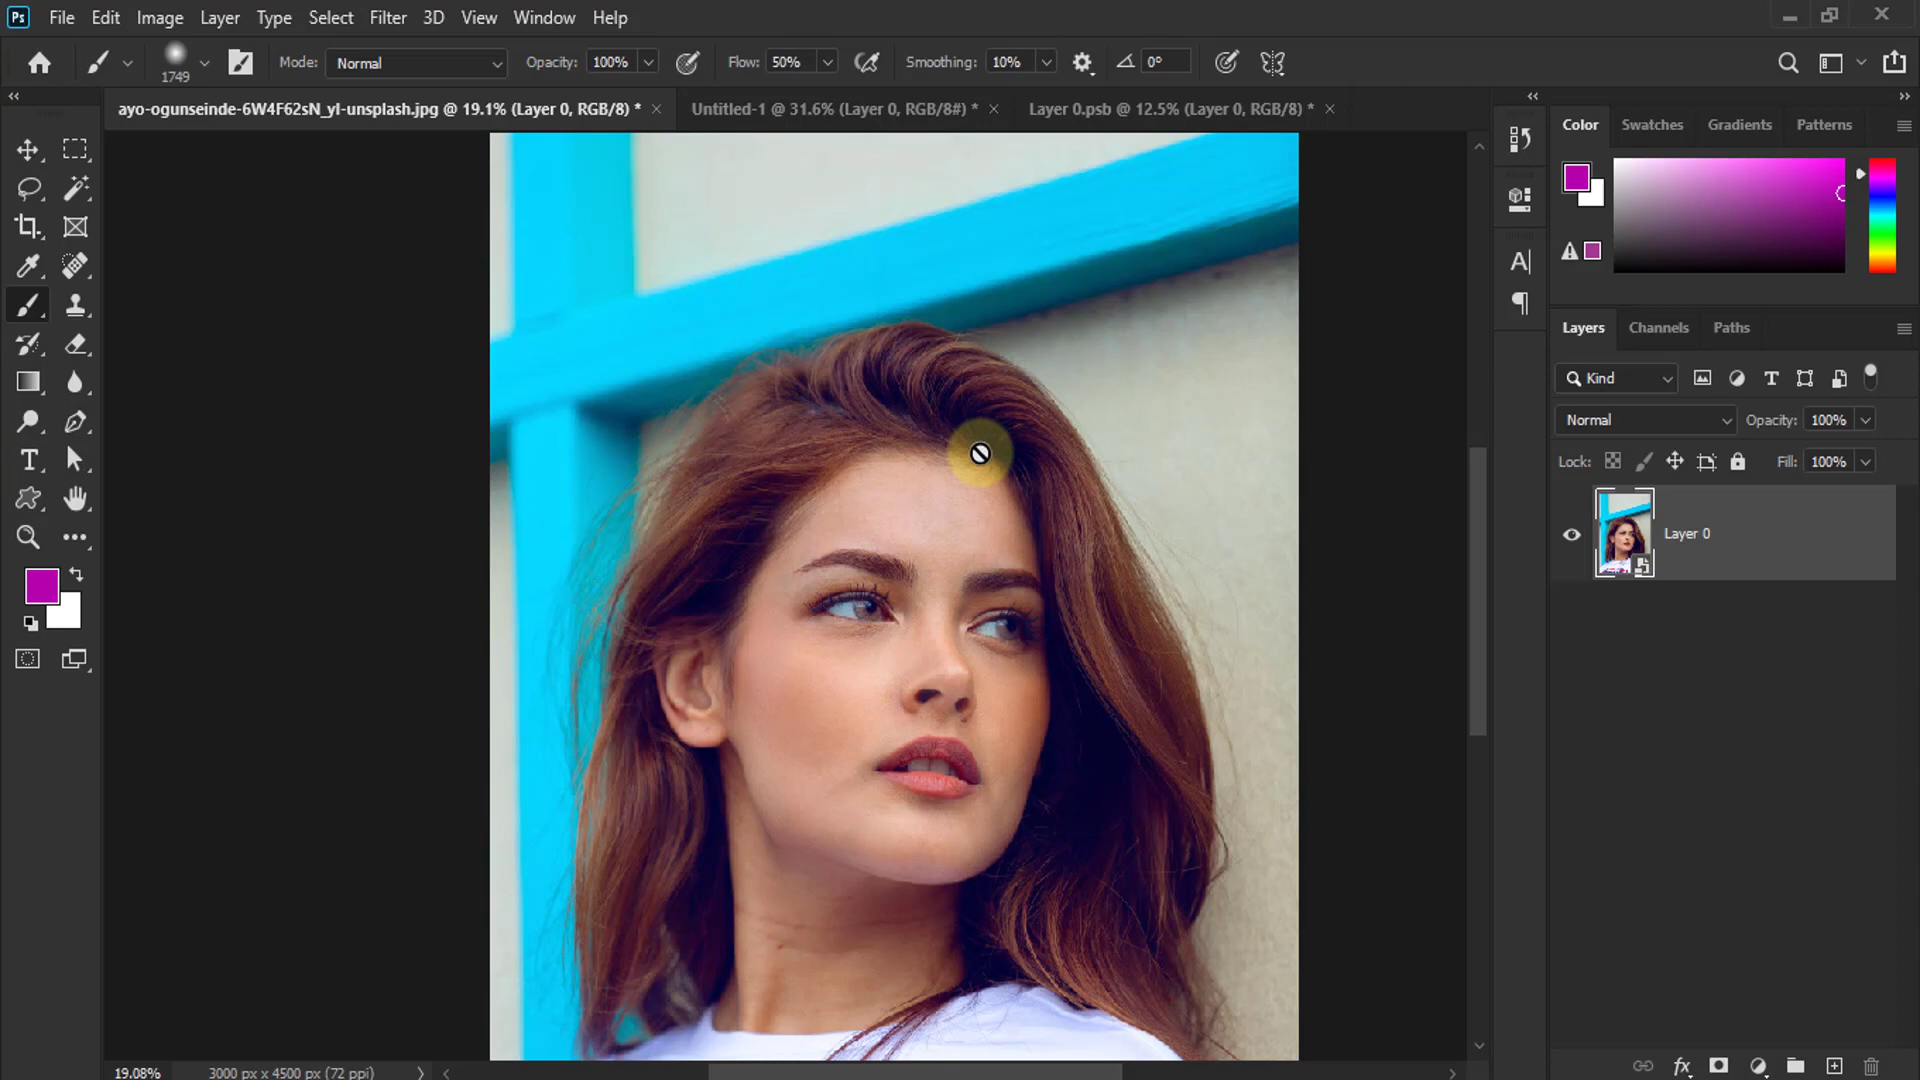 Ps File Edit Image Layer Type Select Filter 3D View Window Help
1749 Mode: Normal Opacity: 100% Flow: 50% Smoothing: 10% 0°
ayo-ogunseinde-6W4F62sN_yI-unsplash.jpg @ 19.1% (Layer 0, RGB/8) * Untitled-1 @ 31.6% (Layer 0, RGB/8#) * Layer 0.psb @ 12.5% (Layer 0, RGB/8) *
Color Swatches Gradients Patterns
Layers Channels Paths
Kind
Normal Opacity: 100%
Lock: Fill: 100%
Layer 0
19.08% 3000 px x 4500 px (72 ppi)